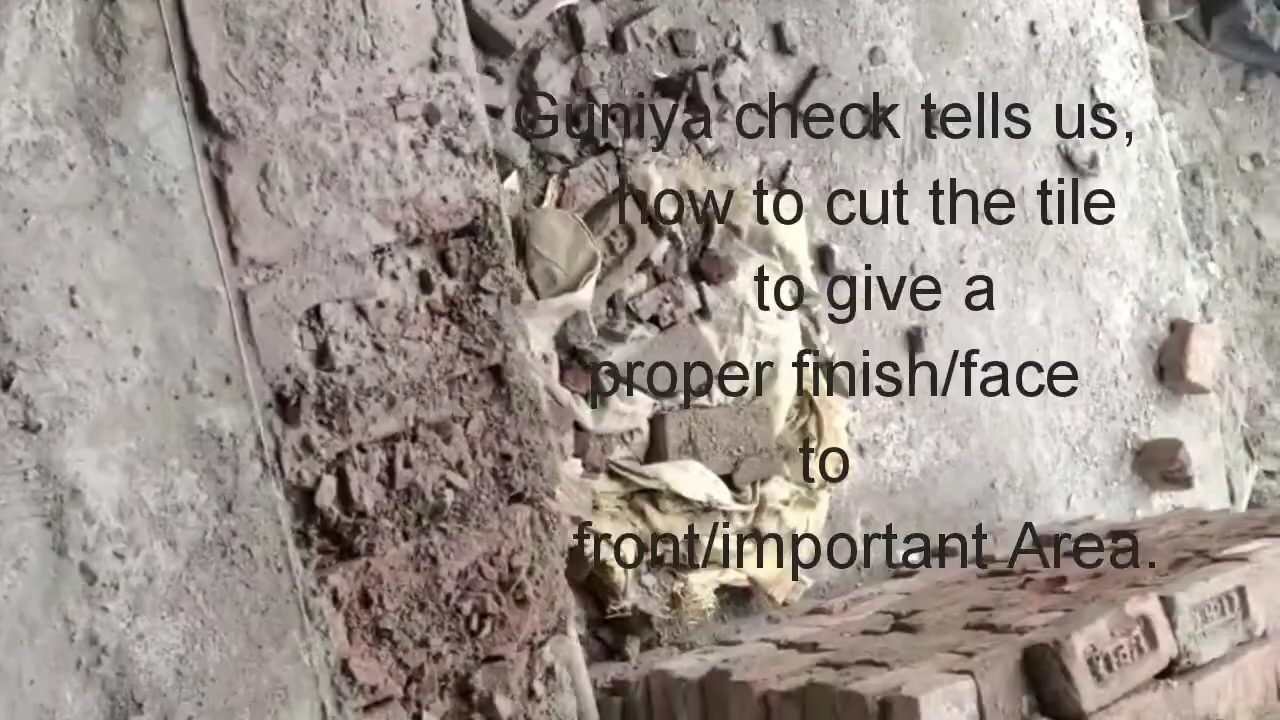 Guniya check tells us,
how to cut the tile
to give a
proper finish/face
to
front/important Area.